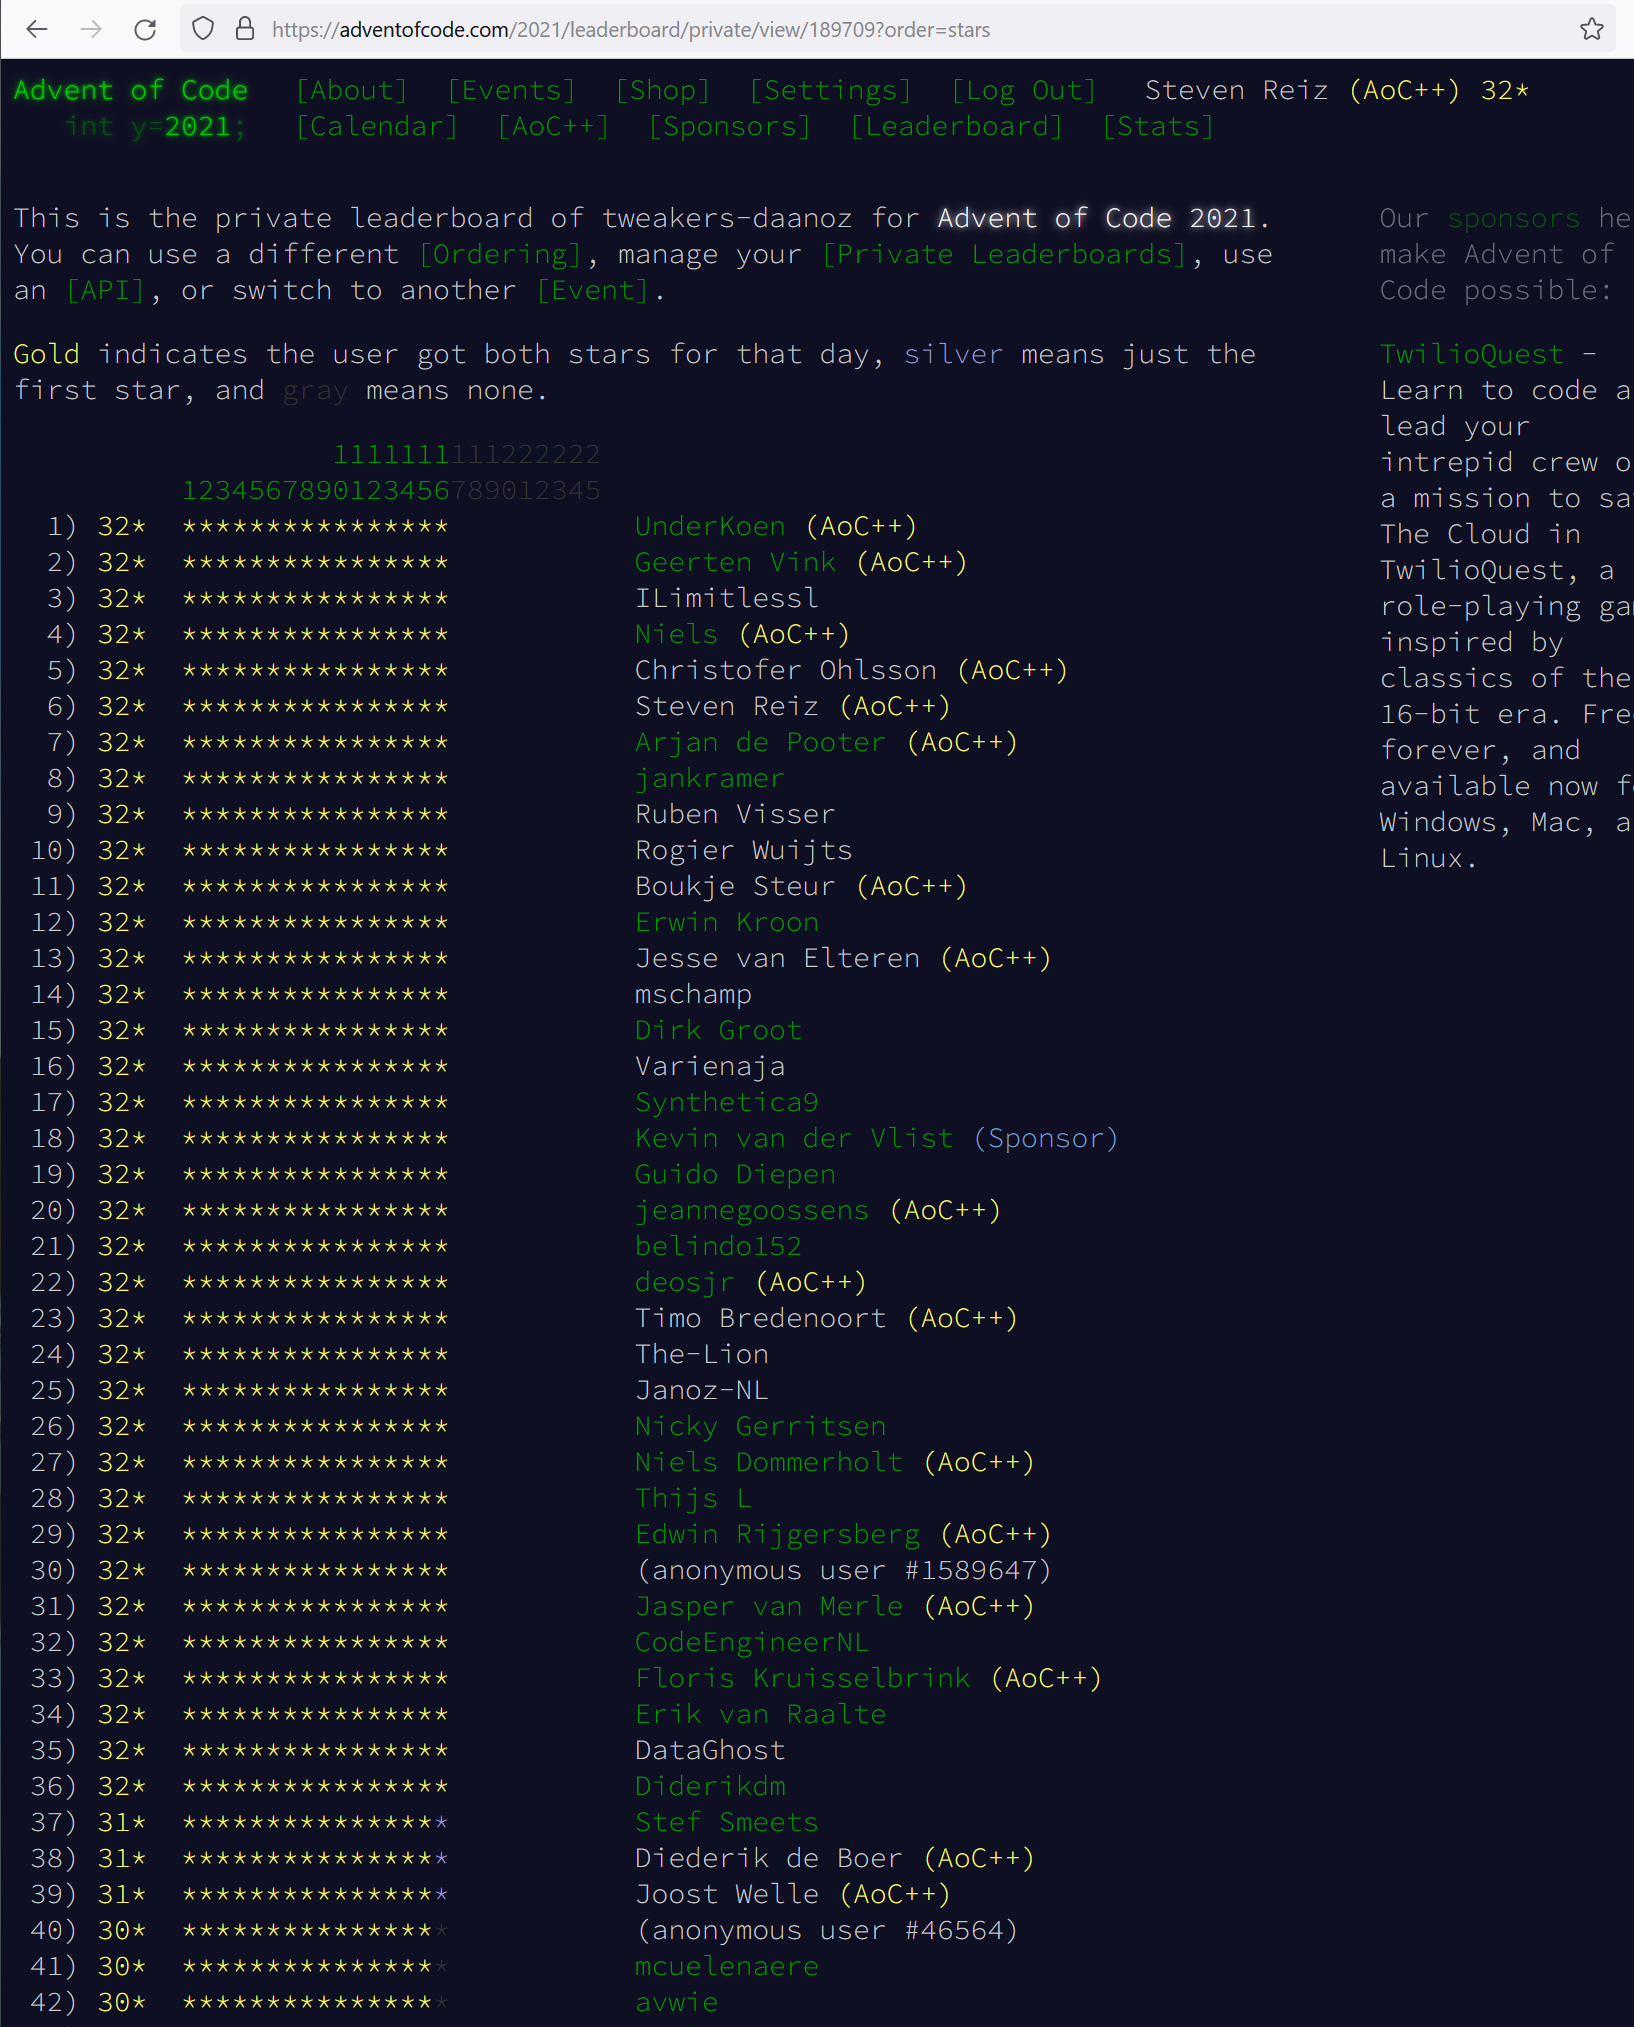 https://adventofcode.com/2021/leaderboard/private/view/189709?order=stars
Advent of Code [About] [Events] [Shop] [Settings] [Log Out] Steven Reiz (AoC++) 32*
int y=2021; [Calendar] [AoC++] [Sponsors] [Leaderboard] [Stats]
This is the private leaderboard of tweakers-daanoz for Advent of Code 2021.
You can use a different [Ordering], manage your [Private Leaderboards], use
an [API], or switch to another [Event].
Gold indicates the user got both stars for that day, silver means just the
first star, and gray means none.
1111111111222222
1234567890123456789012345
1) 32* **************** UnderKoen (AoC++)
2) 32* **************** Geerten Vink (AoC++)
3) 32* **************** ILimitlessl
4) 32* **************** Niels (AoC++)
5) 32* **************** Christofer Ohlsson (AoC++)
6) 32* **************** Steven Reiz (AoC++)
7) 32* **************** Arjan de Pooter (AoC++)
8) 32* **************** jankramer
9) 32* **************** Ruben Visser
10) 32* **************** Rogier Wuijts
11) 32* **************** Boukje Steur (AoC++)
12) 32* **************** Erwin Kroon
13) 32* **************** Jesse van Elteren (AoC++)
14) 32* **************** mschamp
15) 32* **************** Dirk Groot
16) 32* **************** Varienaja
17) 32* **************** Synthetica9
18) 32* **************** Kevin van der Vlist (Sponsor)
19) 32* **************** Guido Diepen
20) 32* **************** jeannegoossens (AoC++)
21) 32* **************** belindo152
22) 32* **************** deosjr (AoC++)
23) 32* **************** Timo Bredenoort (AoC++)
24) 32* **************** The-Lion
25) 32* **************** Janoz-NL
26) 32* **************** Nicky Gerritsen
27) 32* **************** Niels Dommerholt (AoC++)
28) 32* **************** Thijs L
29) 32* **************** Edwin Rijgersberg (AoC++)
30) 32* **************** (anonymous user #1589647)
31) 32* **************** Jasper van Merle (AoC++)
32) 32* **************** CodeEngineerNL
33) 32* **************** Floris Kruisselbrink (AoC++)
34) 32* **************** Erik van Raalte
35) 32* **************** DataGhost
36) 32* **************** Diderikdm
37) 31* **************** Stef Smeets
38) 31* **************** Diederik de Boer (AoC++)
39) 31* **************** Joost Welle (AoC++)
40) 30* **************** (anonymous user #46564)
41) 30* **************** mcuelenaere
42) 30* **************** avwie
Our sponsors he
make Advent of
Code possible:
TwilioQuest -
Learn to code a
lead your
intrepid crew o
a mission to sa
The Cloud in
TwilioQuest, a
role-playing ga
inspired by
classics of the
16-bit era. Fre
forever, and
available now f
Windows, Mac, a
Linux.